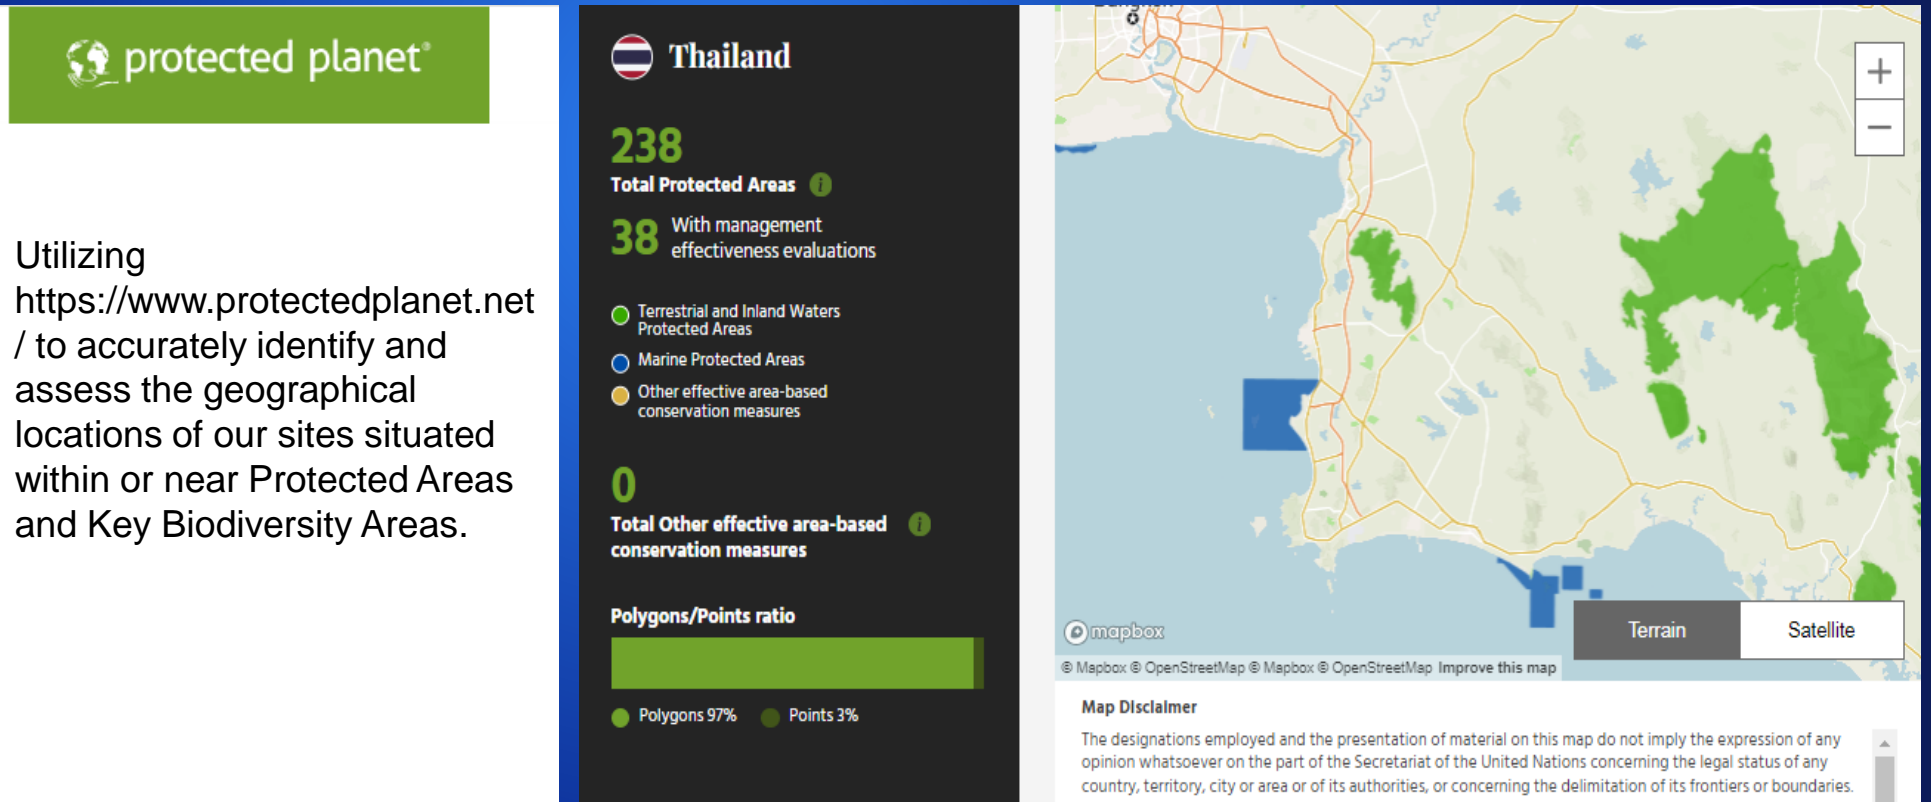 protected planet®
Utilizing
https://www.protectedplanet.net
/ to accurately identify and
assess the geographical
locations of our sites situated
within or near Protected Areas
and Key Biodiversity Areas.
Thailand
238
Total Protected Areas i
38 With management
effectiveness evaluations
Terrestrial and Inland Waters
Protected Areas
Marine Protected Areas
Other effective area-based
conservation measures
0
Total Other effective area-based i
conservation measures
Polygons/Points ratio
Polygons 97% Points 3%
+
−
mapbox
Terrain Satellite
© Mapbox © OpenStreetMap © Mapbox © OpenStreetMap Improve this map
Map Disclaimer
The designations employed and the presentation of material on this map do not imply the expression of any
opinion whatsoever on the part of the Secretariat of the United Nations concerning the legal status of any
country, territory, city or area or of its authorities, or concerning the delimitation of its frontiers or boundaries.